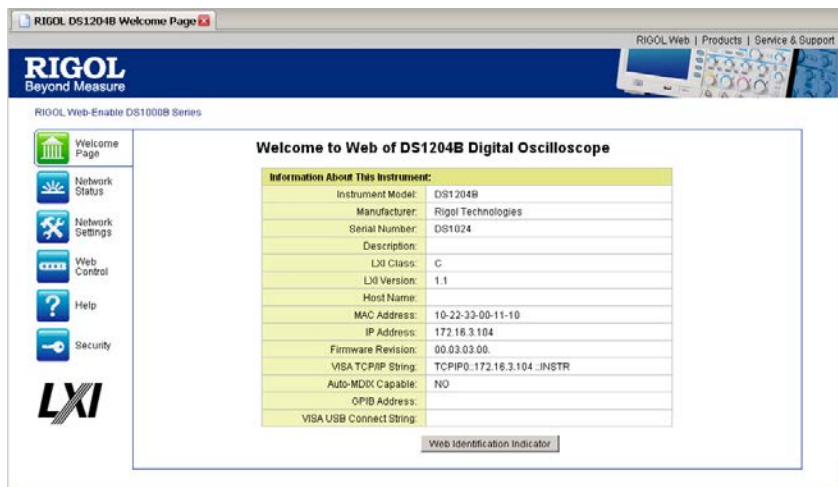 RIGOL DS1204B Welcome Page
RIGOL Web | Products | Service & Support
RIGOL
Beyond Measure
RIGOL Web-Enable DS1000B Series
Welcome Page
Network Status
Network Settings
Web Control
Help
Security
LXI
Welcome to Web of DS1204B Digital Oscilloscope
Information About This Instrument:
Instrument Model: DS1204B
Manufacturer: Rigol Technologies
Serial Number: DS1024
Description:
LXI Class: C
LXI Version: 1.1
Host Name:
MAC Address: 10-22-33-00-11-10
IP Address: 172.16.3.104
Firmware Revision: 00.03.03.00.
VISA TCP/IP String: TCPIP0::172.16.3.104 ::INSTR
Auto-MDIX Capable: NO
GPIB Address:
VISA USB Connect String:
Web Identification Indicator